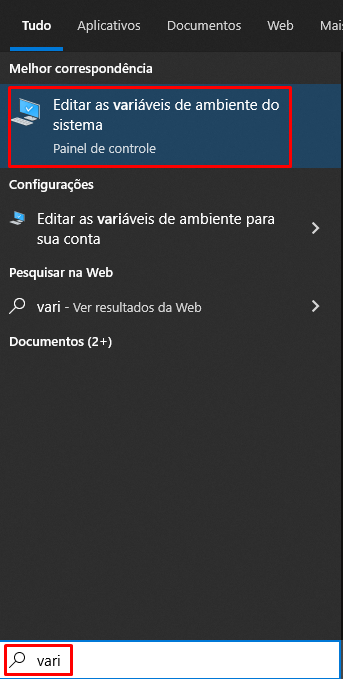 Tudo Aplicativos Documentos Web Mais
Melhor correspondência
Editar as variáveis de ambiente do
sistema
Painel de controle
Configurações
Editar as variáveis de ambiente para
sua conta
Pesquisar na Web
vari - Ver resultados da Web
Documentos (2+)
vari